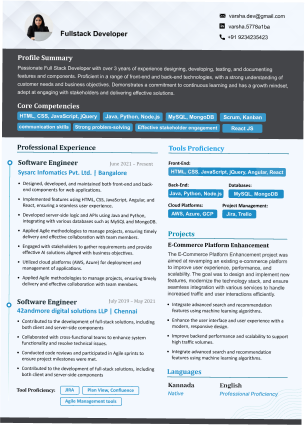 varsha.dev@gmail.com
varsha.5778a1ba
+91 9234235423
Fullstack Developer
Profile Summary
Passionate Full Stack Developer with over 3 years of experience designing, developing, testing, and documenting
features and components. Proficient in a range of front-end and back-end technologies, with a strong understanding of
customer needs and business objectives. Demonstrates a commitment to continuous learning and has a growth mindset,
adept at engaging with stakeholders and delivering effective solutions.
Core Competencies
HTML, CSS, JavaScript, jQuery
Java, Python, Node.js
MySQL, MongoDB
Scrum, Kanban
communication skills
Strong problem-solving
Effective stakeholder engagement
React JS
Professional Experience
Software Engineer
June 2021 - Present
Sysarc Infomatics Pvt. Ltd. | Bangalore
Designed, developed, and maintained both front-end and back-
end components for web applications.
Implemented features using HTML, CSS, JavaScript, Angular, and
React, ensuring a seamless user experience.
Developed server-side logic and APIs using Java and Python,
integrating with various databases such as MySQL and MongoDB.
Applied Agile methodologies to manage projects, ensuring timely
delivery and effective collaboration with team members.
Engaged with stakeholders to gather requirements and provide
effective AI solutions aligned with business objectives.
Utilized cloud platforms (AWS, Azure) for deployment and
management of applications.
Applied Agile methodologies to manage projects, ensuring timely
delivery and effective collaboration with team members.
Software Engineer
July 2019 - May 2021
42andmore digital solutions LLP | Chennai
Contributed to the development of full-stack solutions, including
both client and server-side components
Collaborated with cross-functional teams to enhance system
functionality and resolve technical issues.
Conducted code reviews and participated in Agile sprints to
ensure project milestones were met.
Contributed to the development of full-stack solutions, including
both client and server-side components
Tool Proficiency:
JIRA
Plan View, Confluence
Agile Management tools
Tools Proficiency
Front-End:
HTML, CSS, JavaScript, jQuery, Angular, React
Back-End:
Databases:
Java, Python, Node.js
MySQL, MongoDB
Cloud Platforms:
Project Management:
AWS, Azure, GCP
Jira, Trello
Projects
E-Commerce Platform Enhancement
The E-Commerce Platform Enhancement project was
aimed at revamping an existing e-commerce platform
to improve user experience, performance, and
scalability. The goal was to design and implement new
features, modernize the technology stack, and ensure
seamless integration with various services to handle
increased traffic and user interactions efficiently.
Integrate advanced search and recommendation
features using machine learning algorithms.
Enhance the user interface and user experience with a
modern, responsive design.
Improve backend performance and scalability to support
high traffic volumes.
Integrate advanced search and recommendation
features using machine learning algorithms.
Languages
Kannada
English
Native
Professional Proficiency